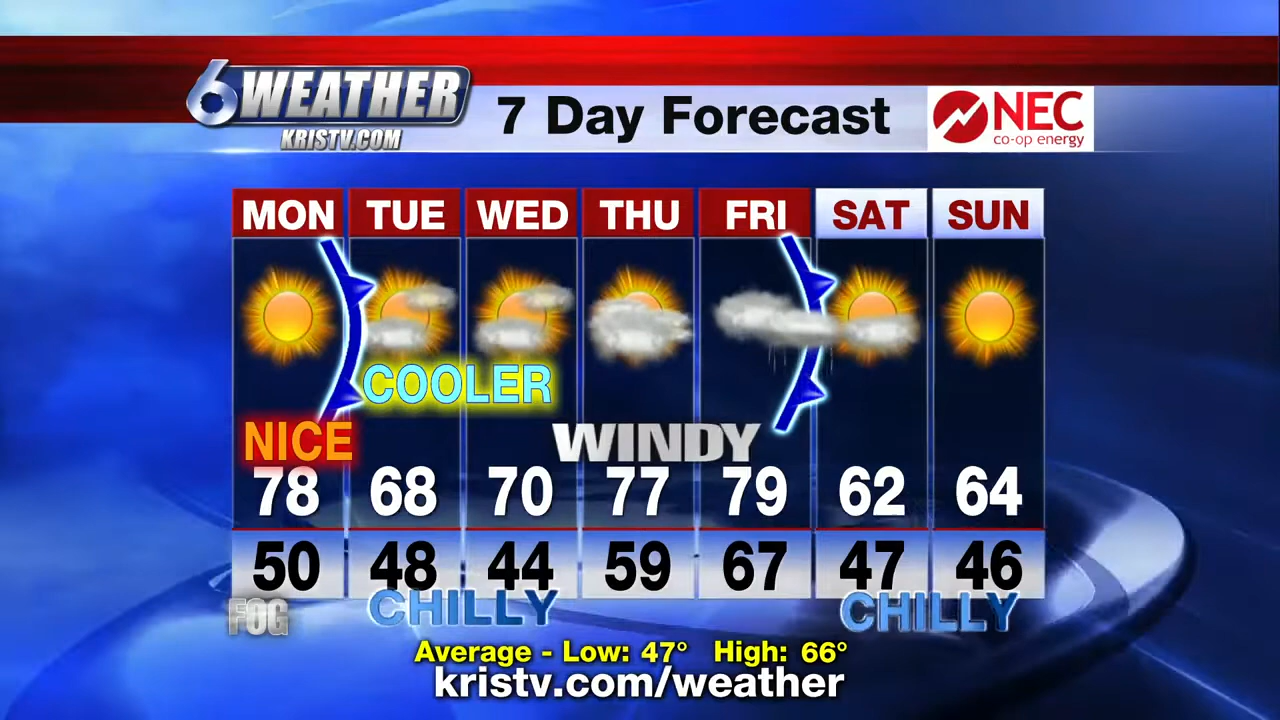 6 WEATHER
KRISTV.COM
7 Day Forecast
NEC
co-op energy
MON TUE WED THU FRI SAT SUN
COOLER
NICE
WINDY
78 68 70 77 79 62 64
50 48 44 59 67 47 46
FOG CHILLY CHILLY
Average - Low: 47° High: 66°
kristv.com/weather